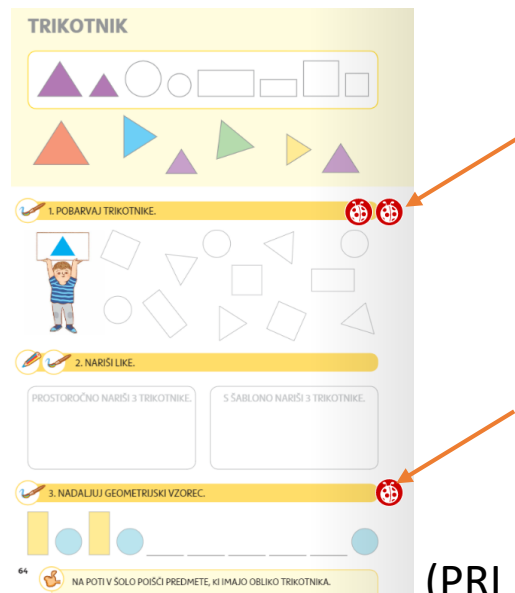 TRIKOTNIK
1. POBARVAJ TRIKOTNIKE.
2. NARIŠI LIKE.
PROSTOROČNO NARIŠI 3 TRIKOTNIKE.
S ŠABLONO NARIŠI 3 TRIKOTNIKE.
3. NADALJUJ GEOMETRIJSKI VZOREC.
64
NA POTI V ŠOLO POIŠČI PREDMETE, KI IMAJO OBLIKO TRIKOTNIKA.
(PRI